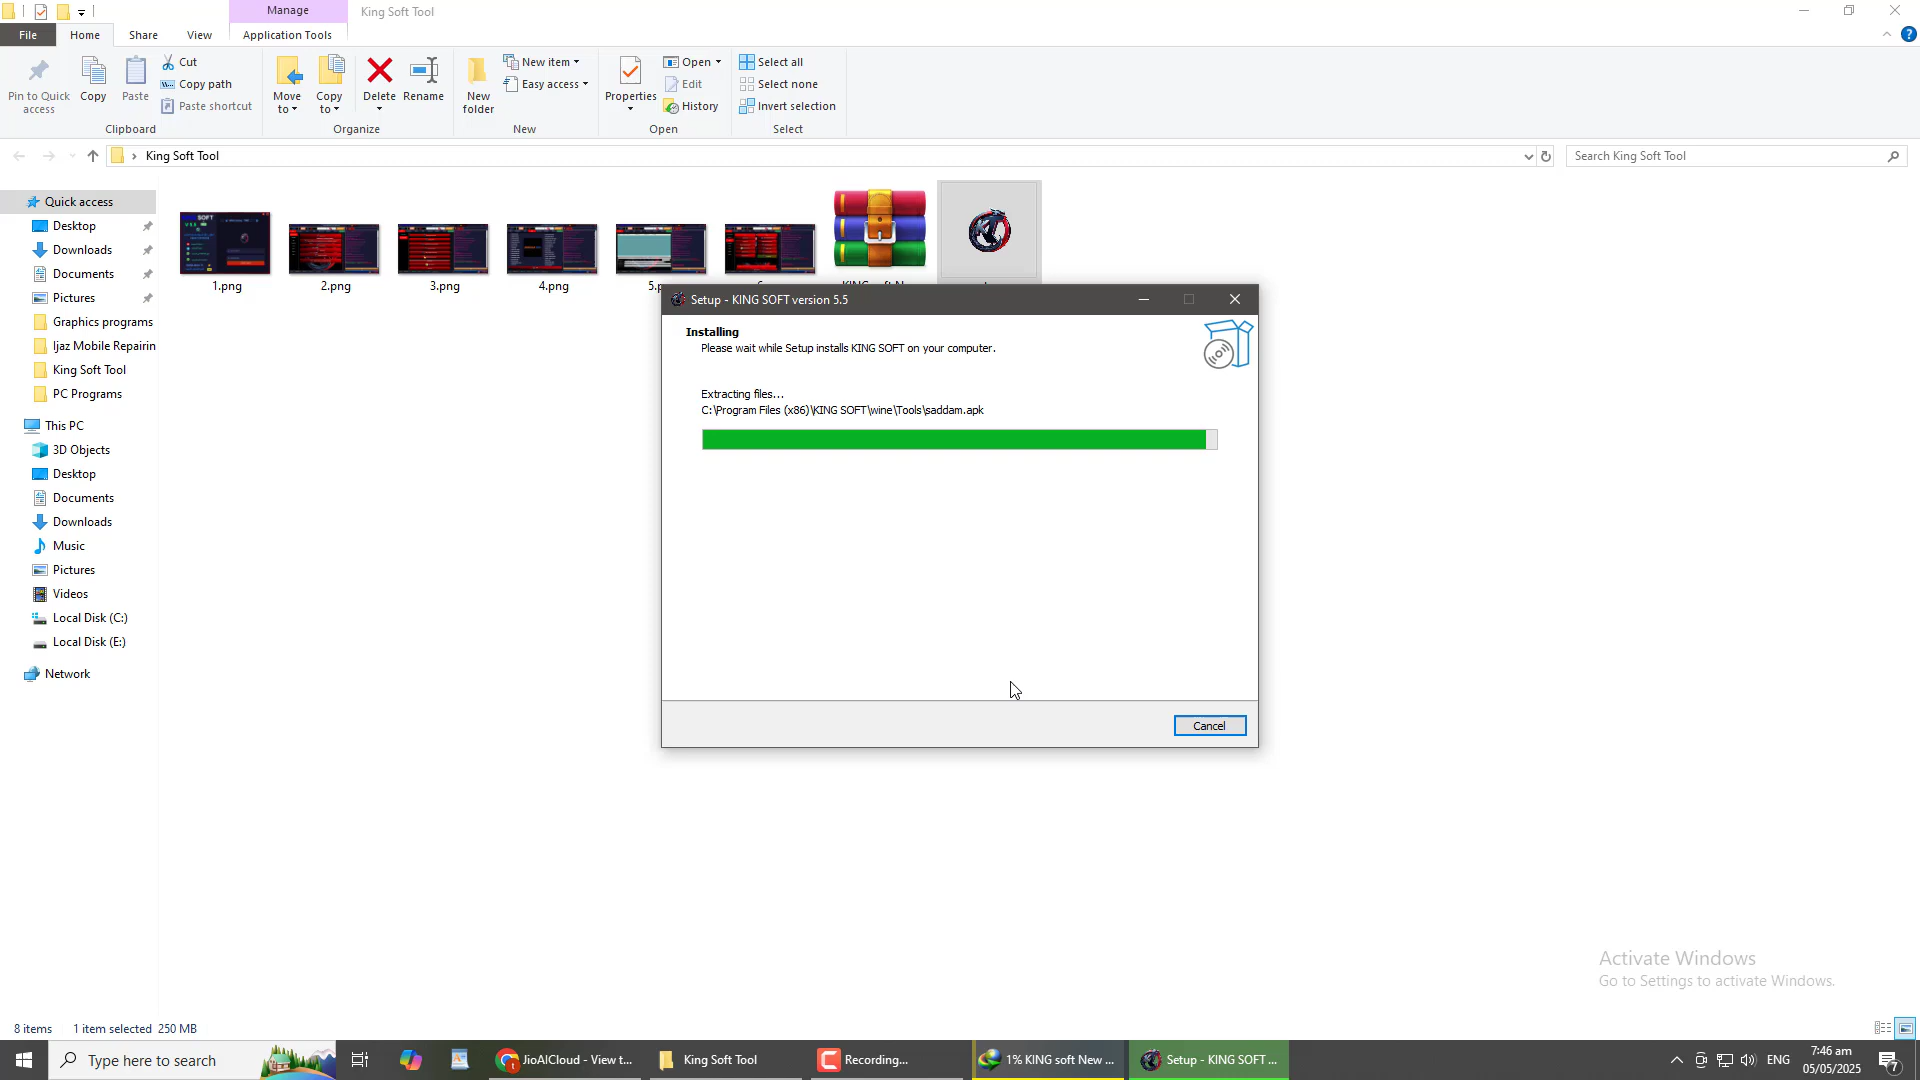 Manage
King Soft Tool
File
Home
Share
View
Application Tools
Pin to Quick access
Copy
Paste
Cut
Copy path
Paste shortcut
Move to
Copy to
Delete
Rename
New folder
New item
Easy access
Properties
Open
Edit
History
Select all
Select none
Invert selection
Clipboard
Organize
New
Open
Select
King Soft Tool
Search King Soft Tool
Quick access
Desktop
Downloads
Documents
Pictures
Graphics programs
Ijaz Mobile Repairin
King Soft Tool
PC Programs
This PC
3D Objects
Desktop
Documents
Downloads
Music
Pictures
Videos
Local Disk (C:)
Local Disk (E:)
Network
1.png
2.png
3.png
4.png
Setup - KING SOFT version 5.5
Installing
Please wait while Setup installs KING SOFT on your computer.
Extracting files...
C:\Program Files (x86)\KING SOFT\wine\Tools\saddam.apk
Cancel
Activate Windows
Go to Settings to activate Windows.
8 items 1 item selected 250 MB
Type here to search
JioAICloud - View t...
King Soft Tool
Recording...
1% KING soft New ...
Setup - KING SOFT ...
ENG
7:46 am
05/05/2025
7